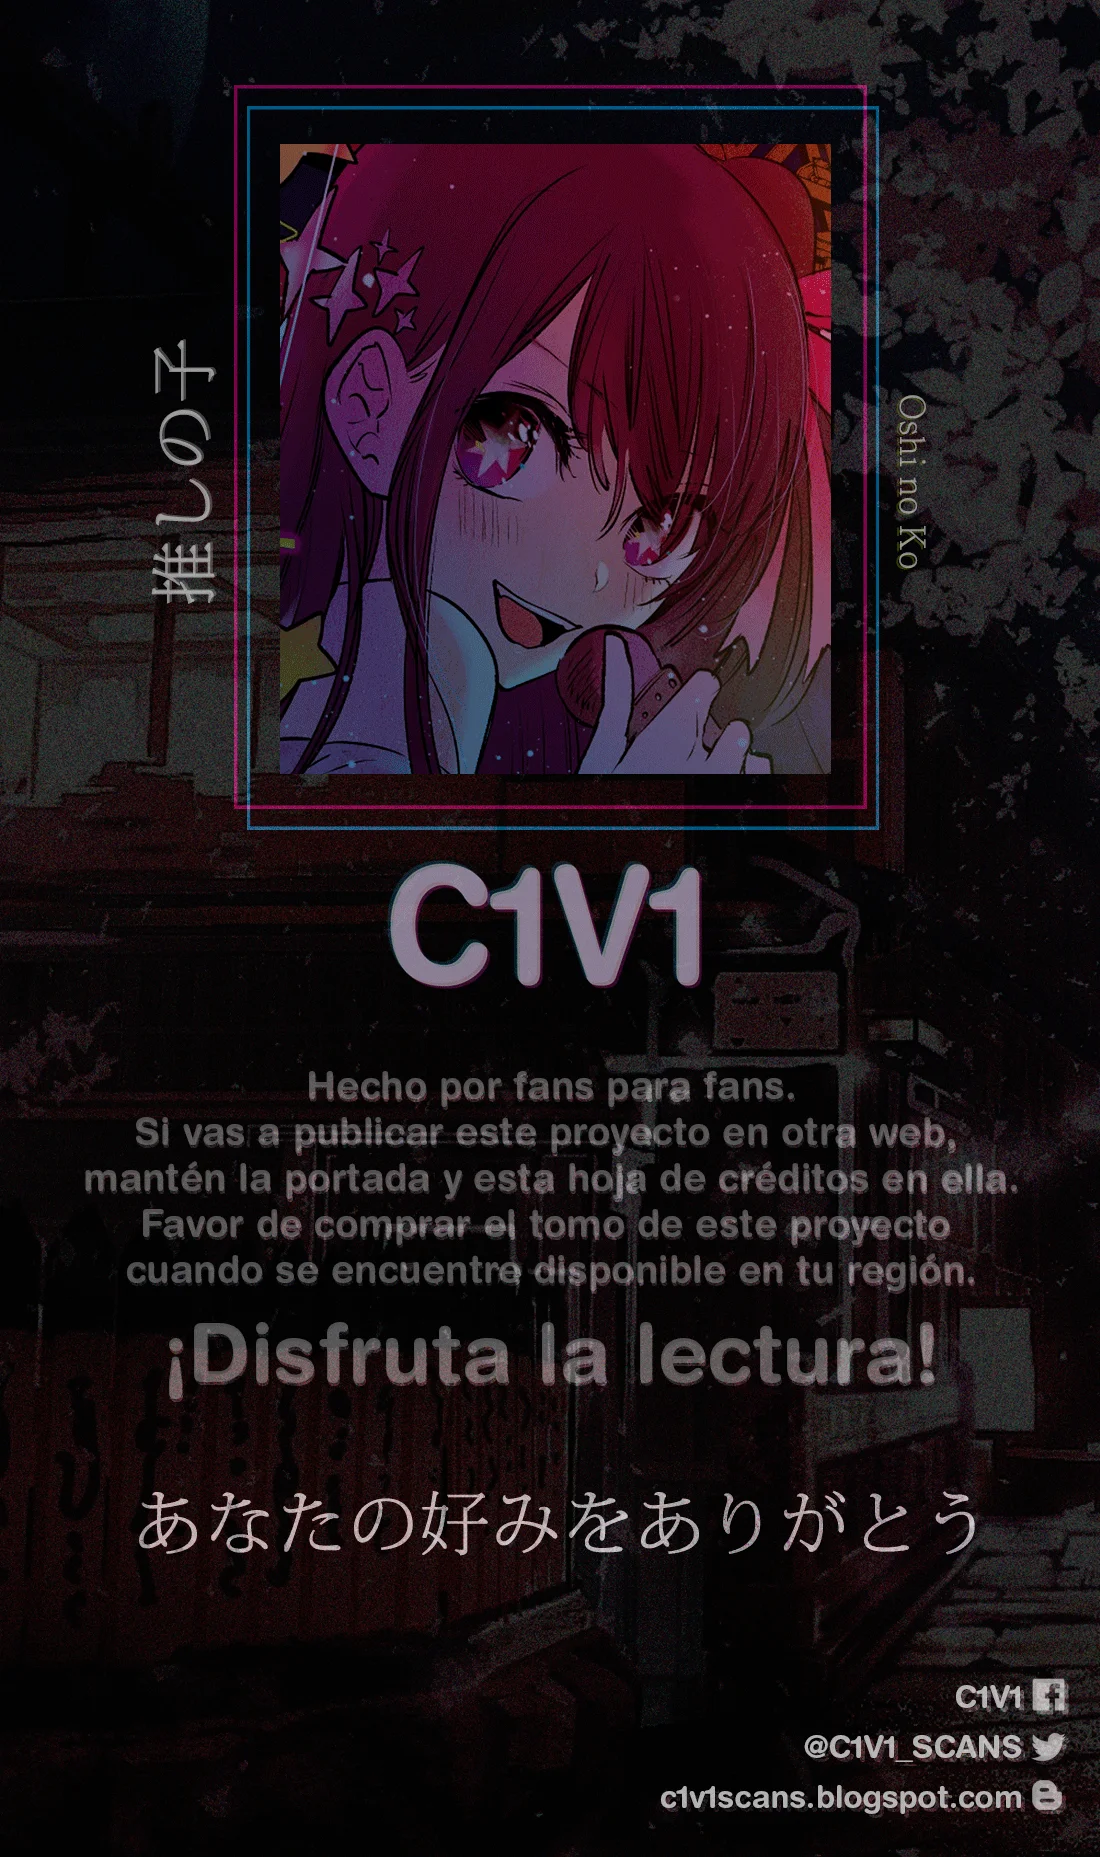 推しの子
Oshi no Ko
C1V1
Hecho por fans para fans.
Si vas a publicar este proyecto en otra web,
mantén la portada y esta hoja de créditos en ella.
Favor de comprar el tomo de este proyecto
cuando se encuentre disponible en tu región.
¡Disfruta la lectura!
あなたの好みをありがとう
C1V1
@C1V1_SCANS
c1v1scans.blogspot.com